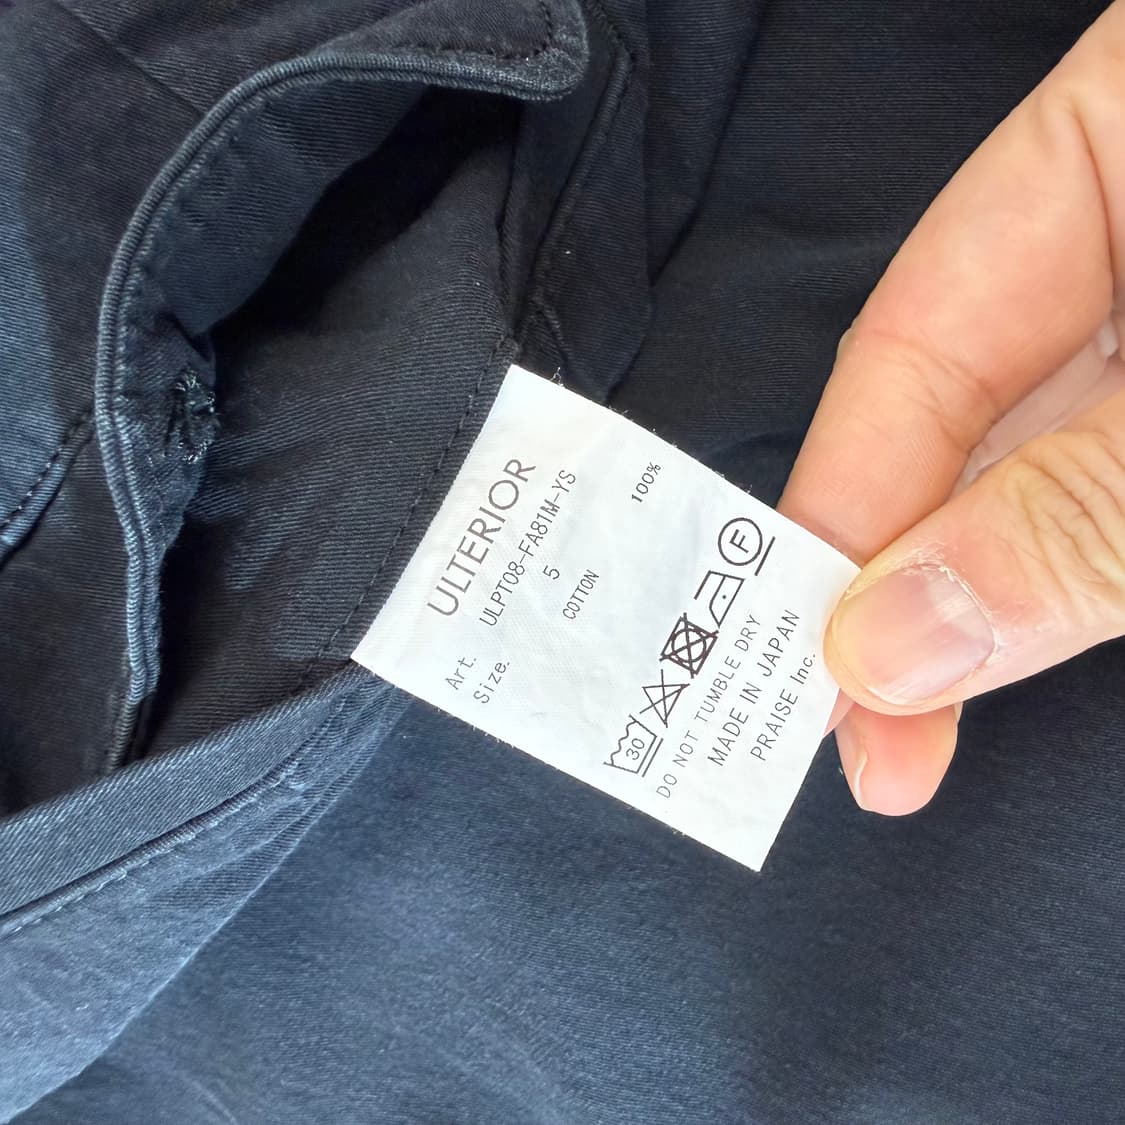 ULTERIOR
Art. ULPT08-FA81M-YS
Size. 5
COTTON 100%
30 F
DO NOT TUMBLE DRY
MADE IN JAPAN
PRAISE Inc.